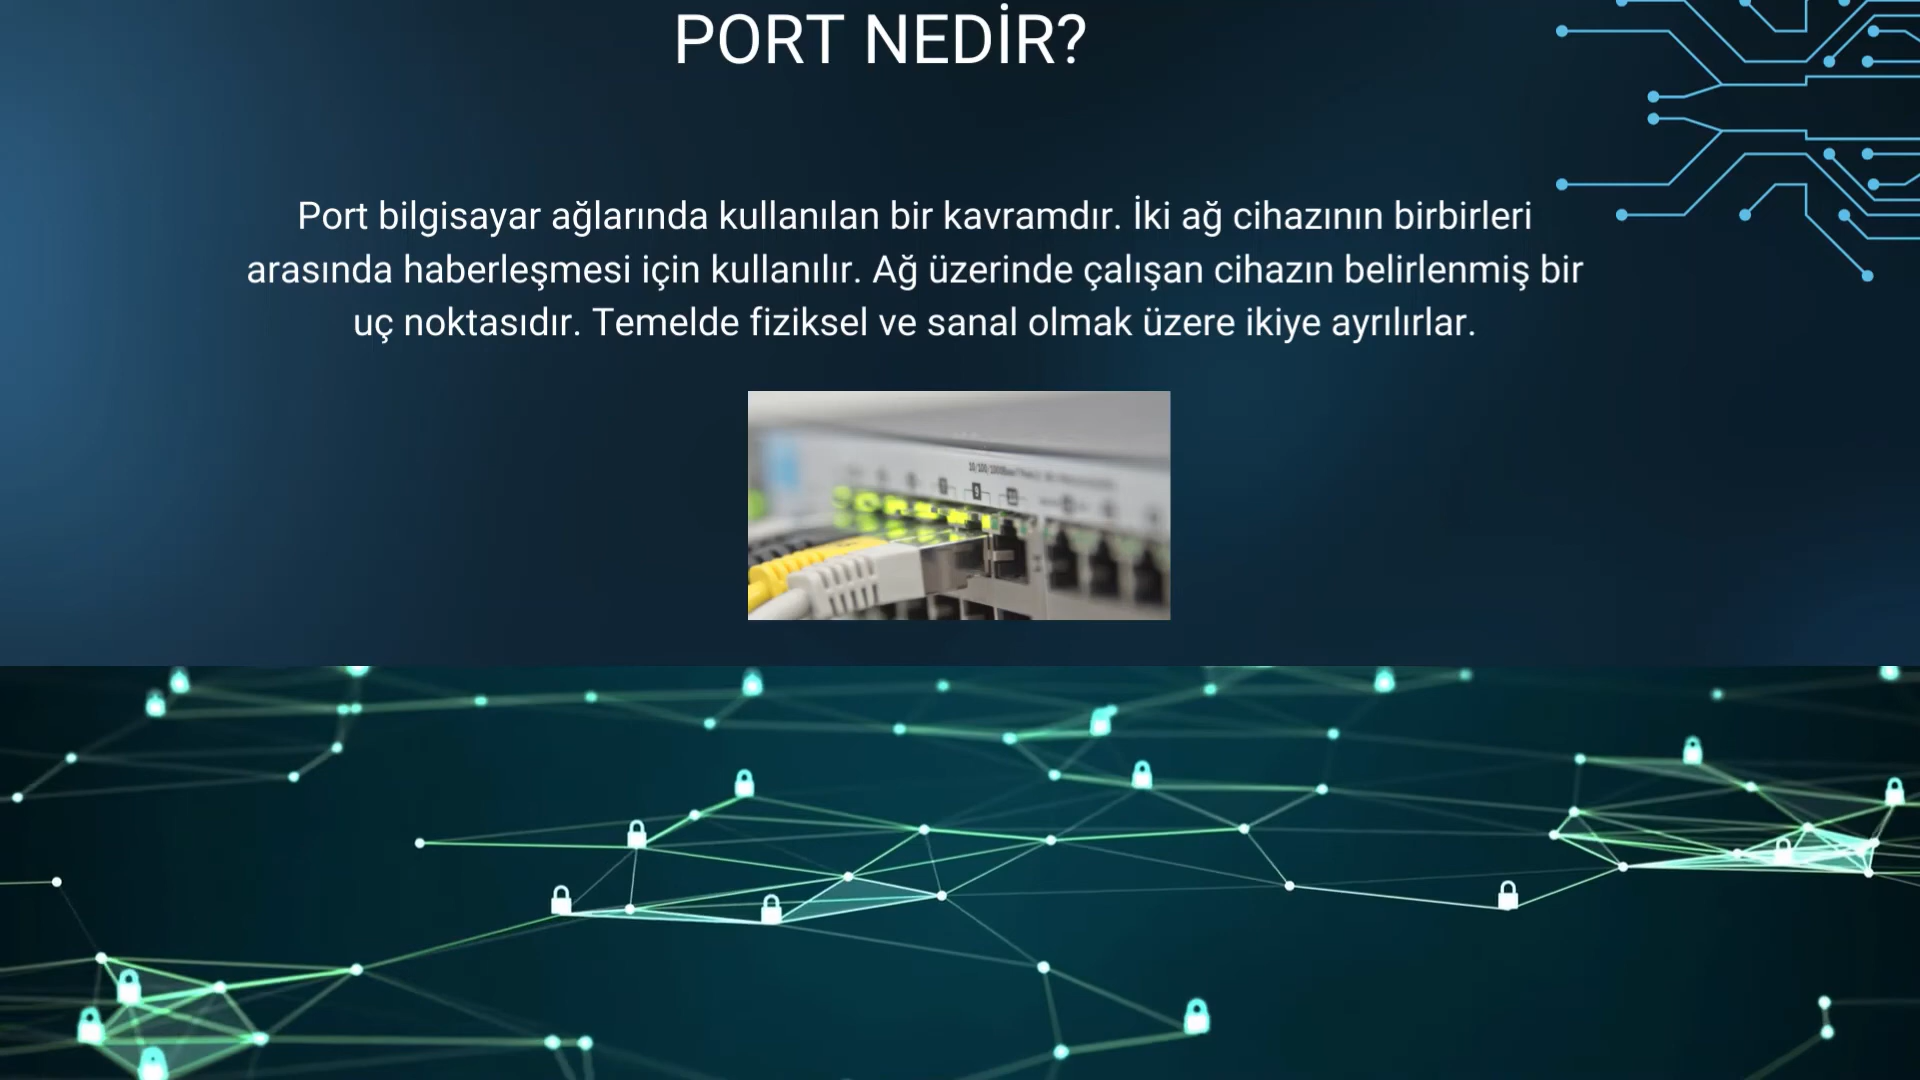 PORT NEDİR?
Port bilgisayar ağlarında kullanılan bir kavramdır. İki ağ cihazının birbirleri
arasında haberleşmesi için kullanılır. Ağ üzerinde çalışan cihazın belirlenmiş bir
uç noktasıdır. Temelde fiziksel ve sanal olmak üzere ikiye ayrılırlar.